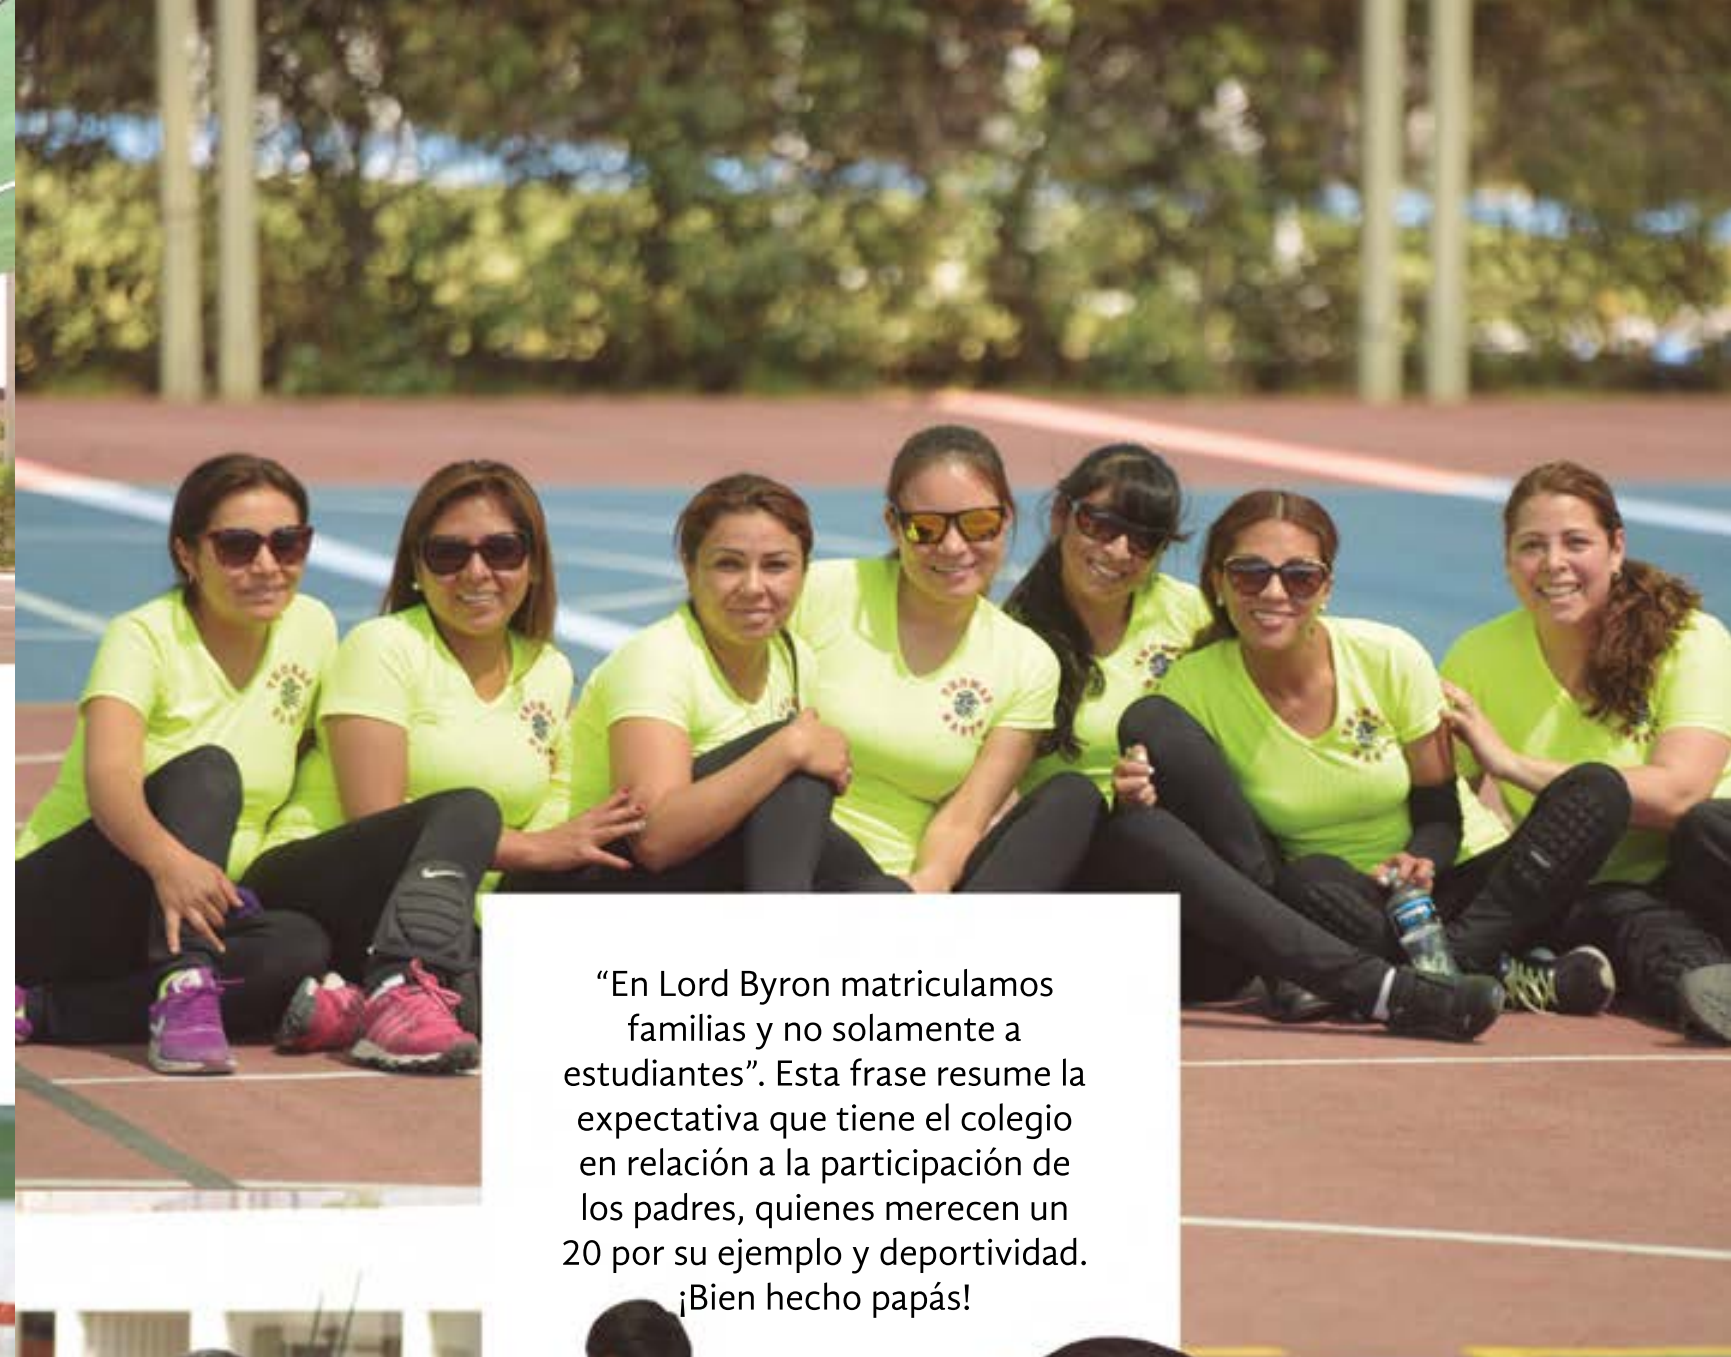 “En Lord Byron matriculamos
familias y no solamente a
estudiantes”. Esta frase resume la
expectativa que tiene el colegio
en relación a la participación de
los padres, quienes merecen un
20 por su ejemplo y deportividad.
¡Bien hecho papás!